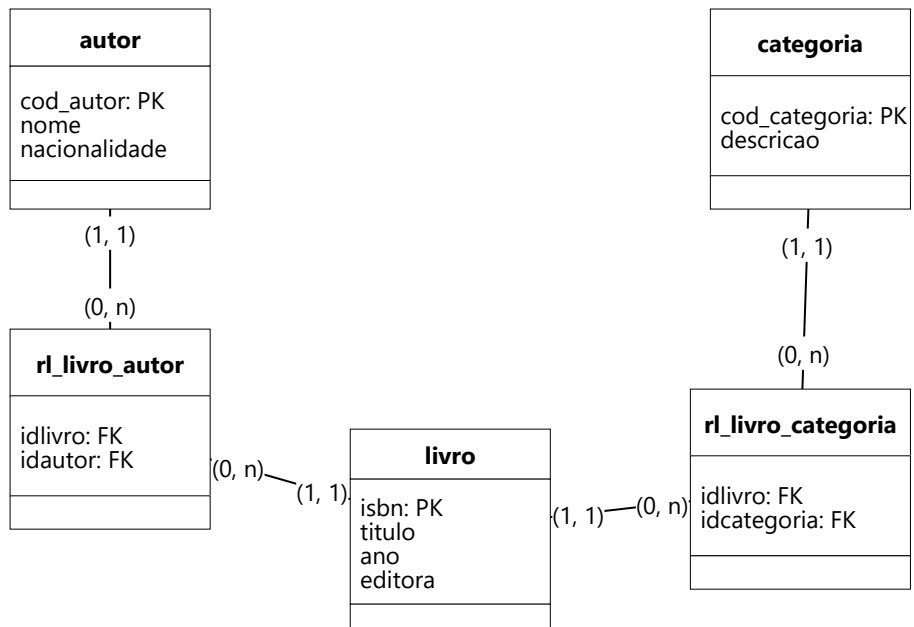 autor
cod_autor: PK
nome
nacionalidade
(1, 1)
(0, n)
rl_livro_autor
idlivro: FK
idautor: FK
(0, n)
(1, 1)
livro
isbn: PK
titulo
ano
editora
(1, 1)
(0, n)
categoria
cod_categoria: PK
descricao
(1, 1)
(0, n)
rl_livro_categoria
idlivro: FK
idcategoria: FK